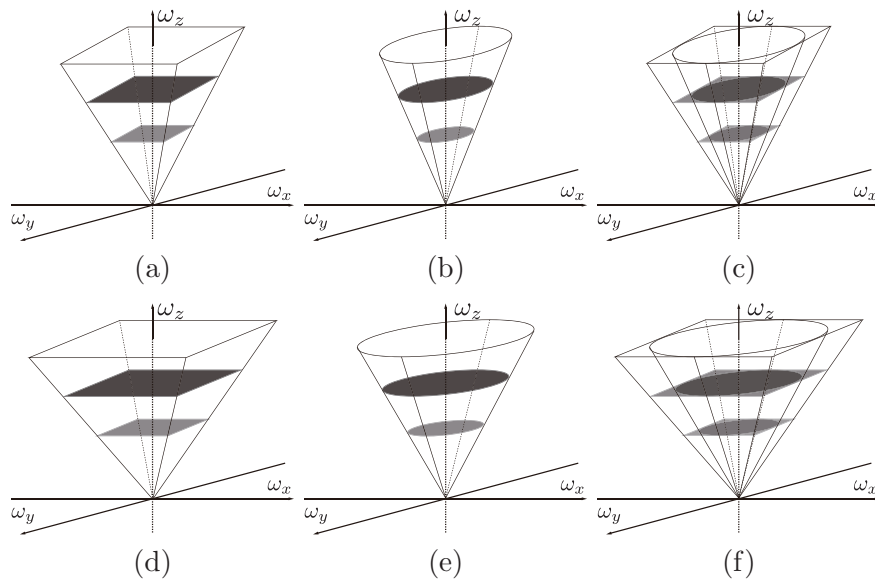 ω_z ω_z ω_z
ω_x ω_x ω_x
ω_y ω_y ω_y
(a) (b) (c)
ω_z ω_z ω_z
ω_x ω_x ω_x
ω_y ω_y ω_y
(d) (e) (f)